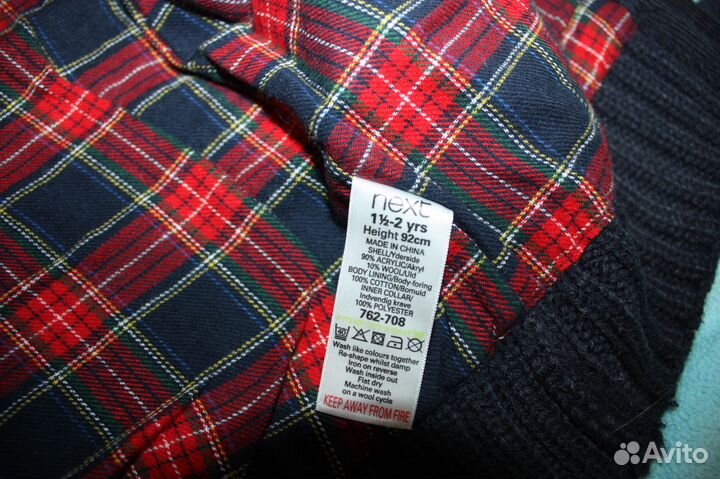 next
1½-2 yrs
Height 92cm
MADE IN CHINA
SHELL/Yderside
90% ACRYLIC/Akryl
10% WOOL/Uld
BODY LINING/Body-foring
100% COTTON/Bomuld
INNER COLLAR/
Indvendig krave
100% POLYESTER
762-708
40
Wash like colours together
Re-shape whilst damp
Iron on reverse
Wash inside out
Flat dry
Machine wash
on a wool cycle
KEEP AWAY FROM FIRE
Avito